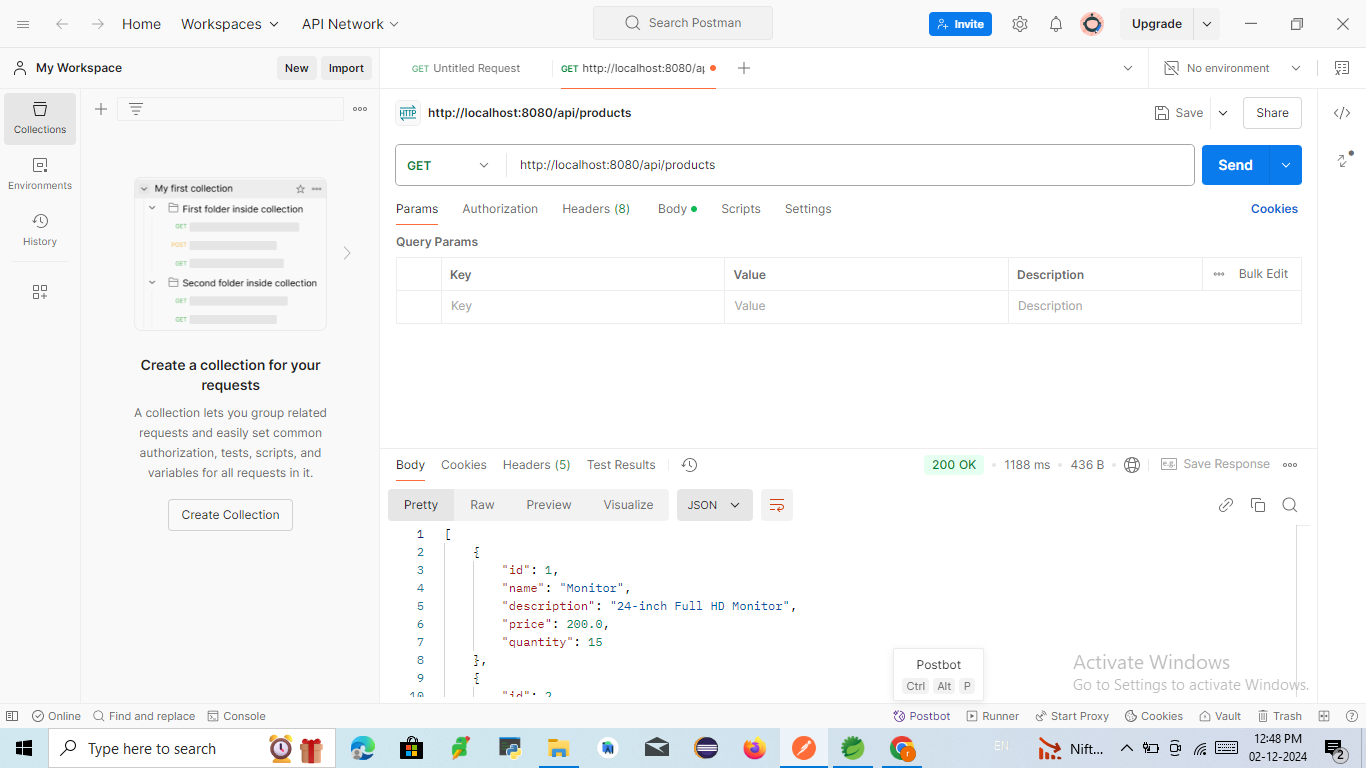 Home Workspaces API Network Search Postman Invite Upgrade
My Workspace New Import GET Untitled Request GET http://localhost:8080/ap No environment
Collections
Environments
History
My first collection
First folder inside collection
GET
POST
GET
Second folder inside collection
GET
GET
Create a collection for your
requests
A collection lets you group related
requests and easily set common
authorization, tests, scripts, and
variables for all requests in it.
Create Collection
HTTP http://localhost:8080/api/products Save Share
GET http://localhost:8080/api/products Send
Params Authorization Headers (8) Body Scripts Settings Cookies
Query Params
Key Value Description Bulk Edit
Key Value Description
Body Cookies Headers (5) Test Results 200 OK 1188 ms 436 B e.g. Save Response
Pretty Raw Preview Visualize JSON
1 [
2 {
3 "id": 1,
4 "name": "Monitor",
5 "description": "24-inch Full HD Monitor",
6 "price": 200.0,
7 "quantity": 15
8 },
9 {
10 "id": 2
Postbot
Ctrl Alt P
Activate Windows
Go to Settings to activate Windows.
Online Find and replace Console Postbot Runner Start Proxy Cookies Vault Trash
Type here to search EN Nift... 12:48 PM
02-12-2024 2